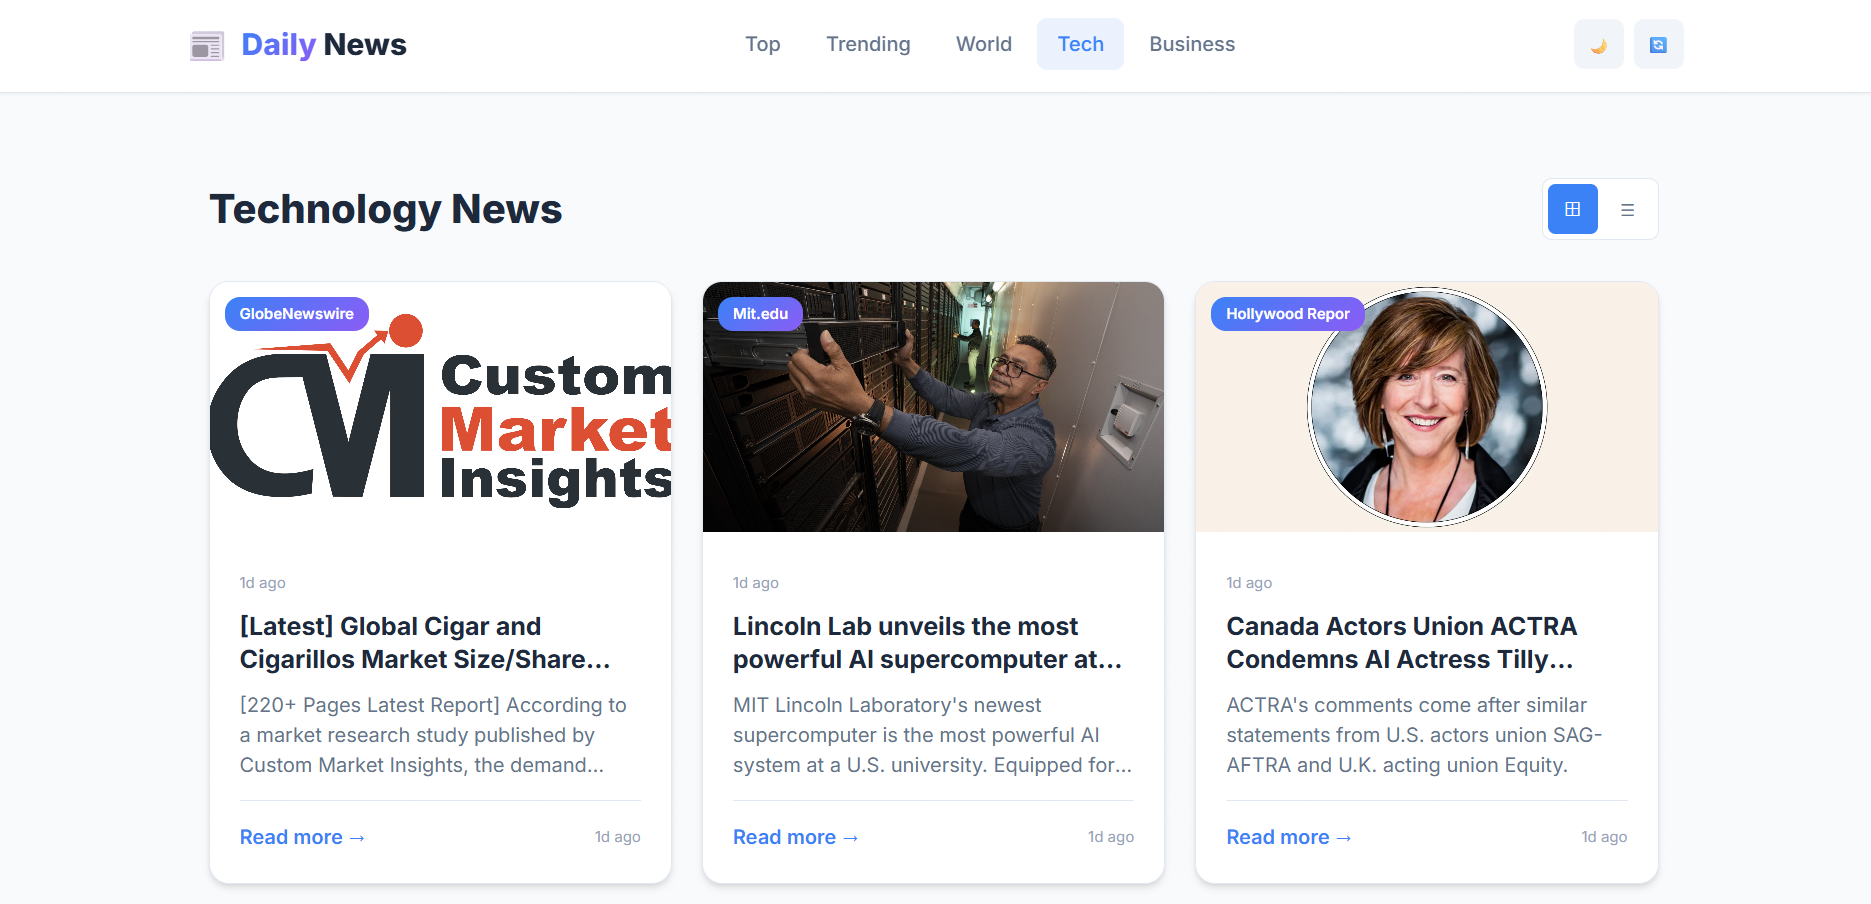 Daily News
Top
Trending
World
Tech
Business
Technology News
GlobeNewswire
Custom
Market
Insights
1d ago
[Latest] Global Cigar and
Cigarillos Market Size/Share...
[220+ Pages Latest Report] According to
a market research study published by
Custom Market Insights, the demand...
Read more →
1d ago
Mit.edu
1d ago
Lincoln Lab unveils the most
powerful AI supercomputer at...
MIT Lincoln Laboratory's newest
supercomputer is the most powerful AI
system at a U.S. university. Equipped for...
Read more →
1d ago
Hollywood Repor
1d ago
Canada Actors Union ACTRA
Condemns AI Actress Tilly...
ACTRA's comments come after similar
statements from U.S. actors union SAG-
AFTRA and U.K. acting union Equity.
Read more →
1d ago